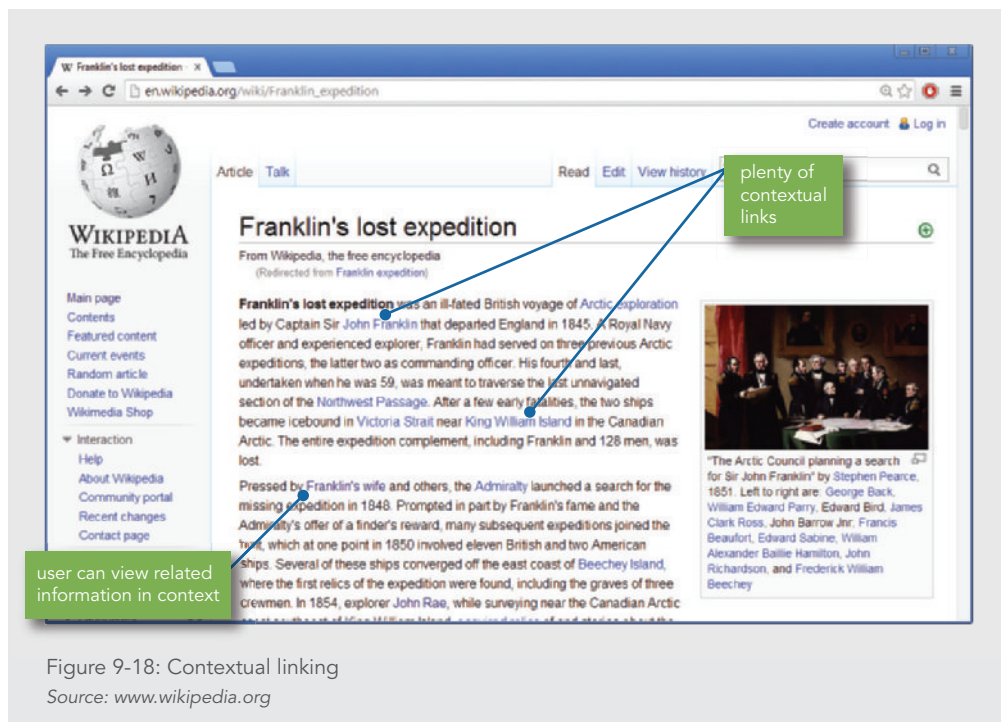 Franklin's lost expedition - X
en.wikipedia.org/wiki/Franklin_expedition
Create account Log in
Article Talk
Read Edit View history
plenty of
contextual
links
WIKIPEDIA
The Free Encyclopedia
Main page
Contents
Featured content
Current events
Random article
Donate to Wikipedia
Wikimedia Shop
Interaction
Help
About Wikipedia
Community portal
Recent changes
Contact page
user can view related
information in context
Franklin's lost expedition
From Wikipedia, the free encyclopedia
(Redirected from Franklin expedition)
Franklin's lost expedition was an ill-fated British voyage of Arctic exploration
led by Captain Sir John Franklin that departed England in 1845. A Royal Navy
officer and experienced explorer, Franklin had served on three previous Arctic
expeditions, the latter two as commanding officer. His fourth and last,
undertaken when he was 59, was meant to traverse the last unnavigated
section of the Northwest Passage. After a few early fatalities, the two ships
became icebound in Victoria Strait near King William Island in the Canadian
Arctic. The entire expedition complement, including Franklin and 128 men, was
lost.
Pressed by Franklin's wife and others, the Admiralty launched a search for the
missing expedition in 1848. Prompted in part by Franklin's fame and the
Admiralty's offer of a finder's reward, many subsequent expeditions joined the
hunt, which at one point in 1850 involved eleven British and two American
ships. Several of these ships converged off the east coast of Beechey Island,
where the first relics of the expedition were found, including the graves of three
crewmen. In 1854, explorer John Rae, while surveying near the Canadian Arctic
"The Arctic Council planning a search
for Sir John Franklin" by Stephen Pearce,
1851. Left to right are: George Back,
William Edward Parry, Edward Bird, James
Clark Ross, John Barrow Jnr, Francis
Beaufort, Edward Sabine, William
Alexander Baillie Hamilton, John
Richardson, and Frederick William
Beechey
Figure 9-18: Contextual linking
Source: www.wikipedia.org